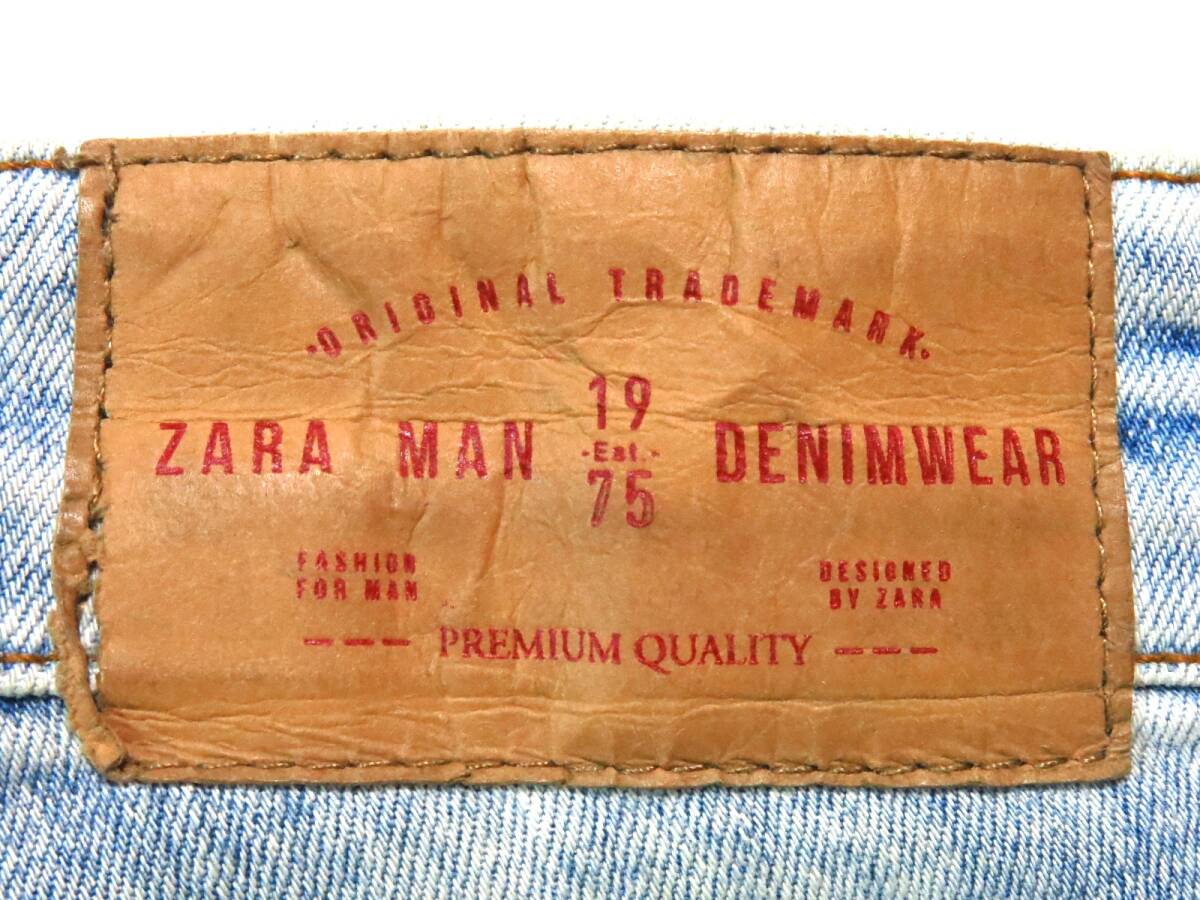 ·ORIGINAL TRADEMARK·
ZARA MAN 19 -Est.- 75 DENIMWEAR
FASHION FOR MAN
DESIGNED BY ZARA
--- PREMIUM QUALITY ---